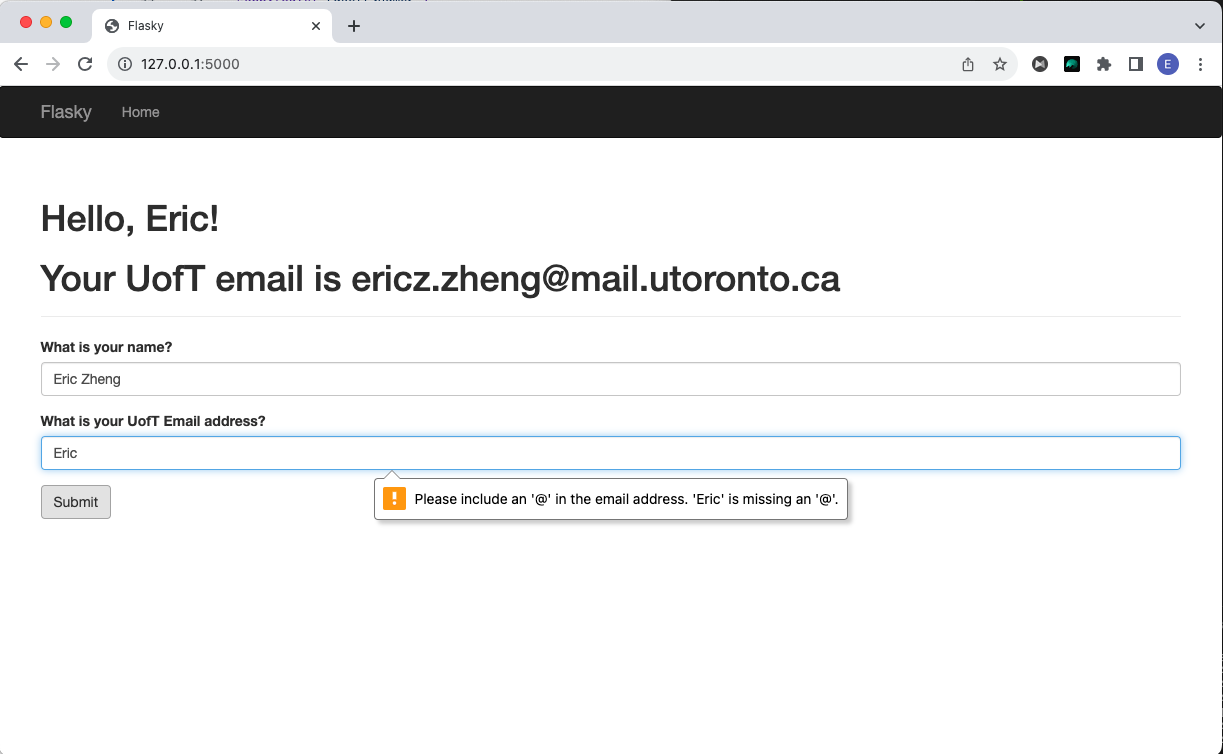 Flasky
127.0.0.1:5000
E
Flasky Home
Hello, Eric!
Your UofT email is ericz.zheng@mail.utoronto.ca
What is your name?
Eric Zheng
What is your UofT Email address?
Eric
Submit
Please include an '@' in the email address. 'Eric' is missing an '@'.